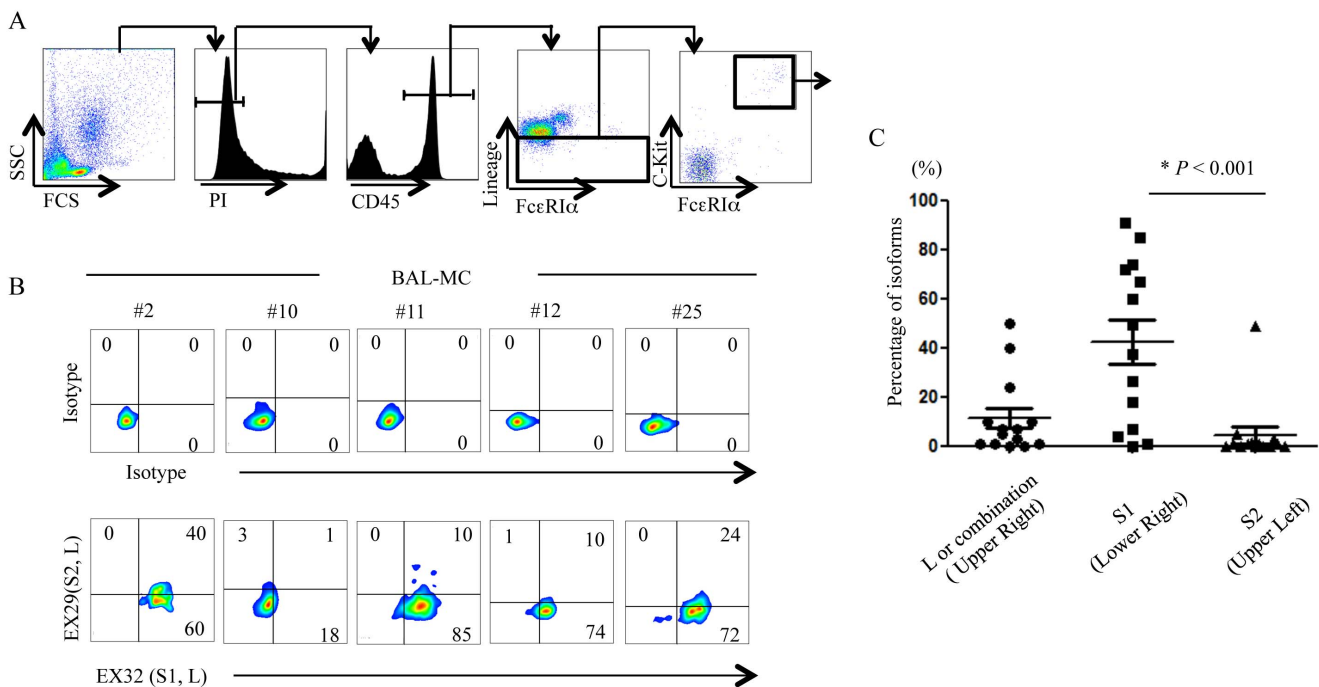 A
SSC
FCS
PI
CD45
Lineage
FcεRIα
C-Kit
FcεRIα
B
BAL-MC
#2
#10
#11
#12
#25
0 0
0 0
0 0
0 0
0 0
0
0
0
0
0
Isotype
Isotype
0 40
3 1
0 10
1 10
0 24
60
18
85
74
72
EX29(S2, L)
EX32 (S1, L)
C
(%)
* P < 0.001
100
80
60
40
20
0
Percentage of isoforms
L or combination
( Upper Right)
S1
(Lower Right)
S2
(Upper Left)